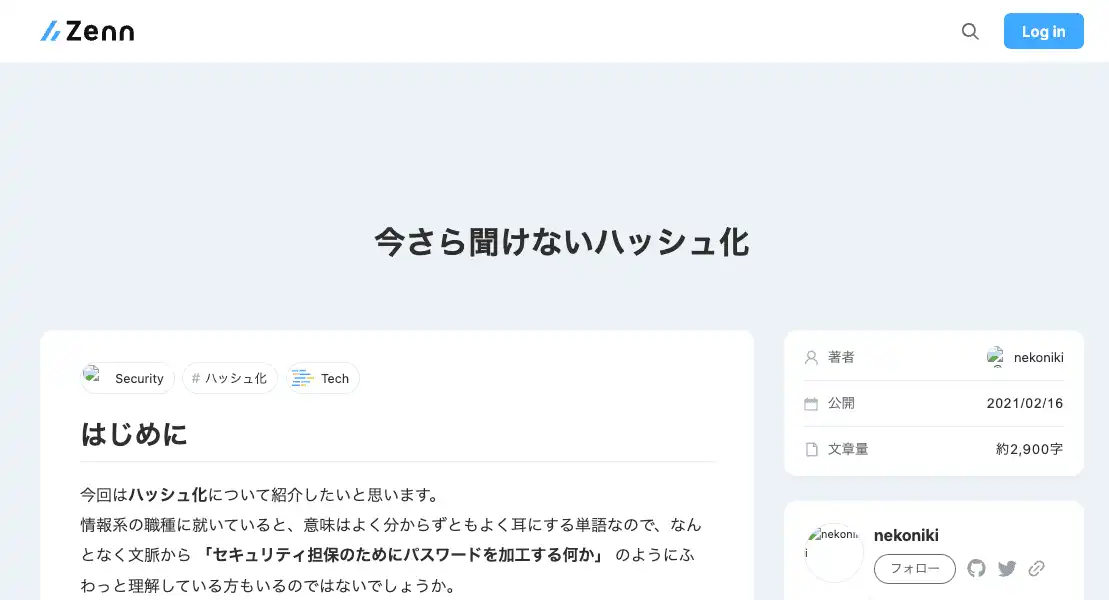 Zenn
Log in
今さら聞けないハッシュ化
Security
# ハッシュ化
Tech
はじめに
今回はハッシュ化について紹介したいと思います。
情報系の職種に就いていると、意味はよく分からずともよく耳にする単語なので、なん
となく文脈から 「セキュリティ担保のためにパスワードを加工する何か」 のようにふ
わっと理解している方もいるのではないでしょうか。
著者
nekoniki
公開
2021/02/16
文章量
約2,900字
nekoni
i
nekoniki
フォロー